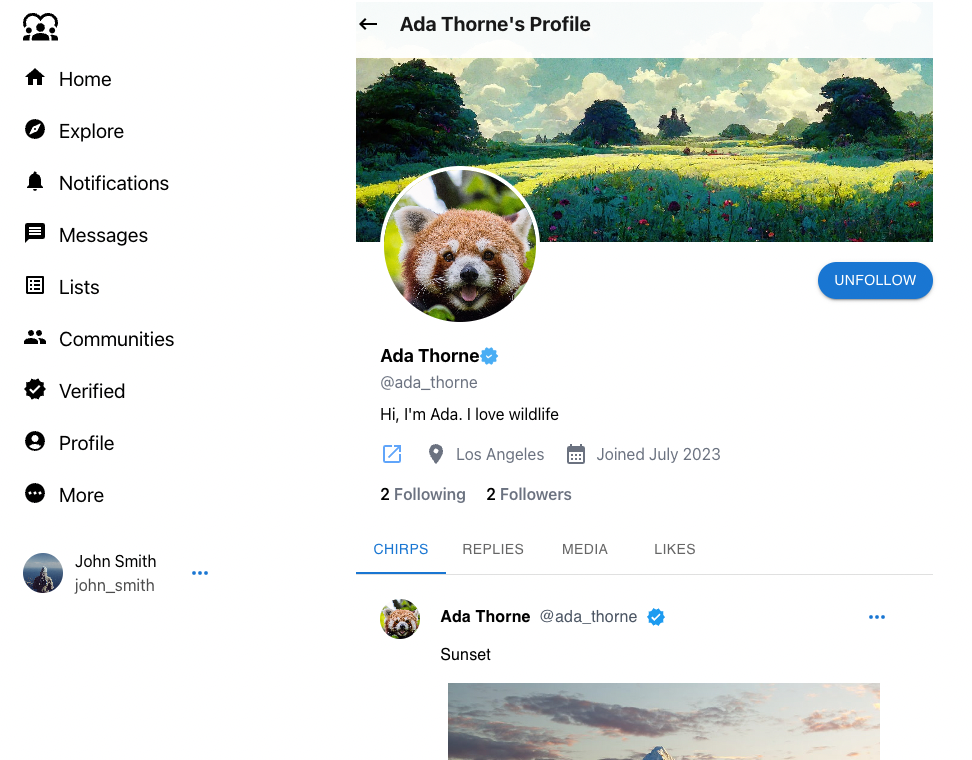 Home
Explore
Notifications
Messages
Lists
Communities
Verified
Profile
More
John Smith
john_smith
Ada Thorne's Profile
UNFOLLOW
Ada Thorne
@ada_thorne
Hi, I'm Ada. I love wildlife
Los Angeles Joined July 2023
2 Following 2 Followers
CHIRPS REPLIES MEDIA LIKES
Ada Thorne @ada_thorne
Sunset